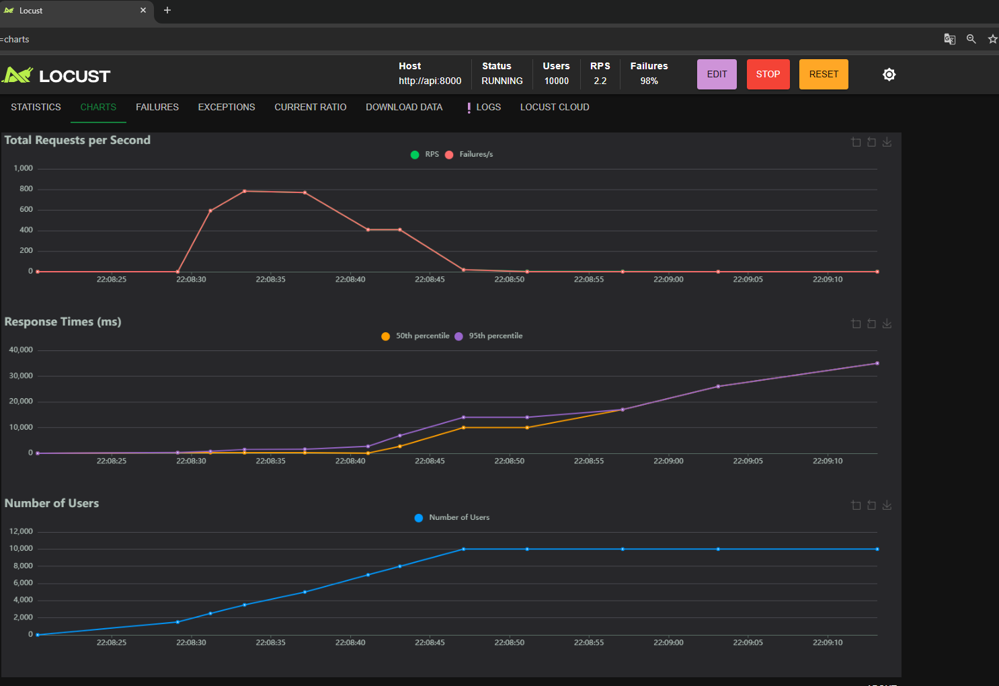 Locust
=charts
LOCUST
Host
http://api:8000
Status
RUNNING
Users
10000
RPS
2.2
Failures
98%
EDIT
STOP
RESET
STATISTICS
CHARTS
FAILURES
EXCEPTIONS
CURRENT RATIO
DOWNLOAD DATA
LOGS
LOCUST CLOUD
Total Requests per Second
RPS Failures/s
1,000
800
600
400
200
0
22:08:25 22:08:30 22:08:35 22:08:40 22:08:45 22:08:50 22:08:55 22:09:00 22:09:05 22:09:10
Response Times (ms)
50th percentile 95th percentile
40,000
30,000
20,000
10,000
0
22:08:25 22:08:30 22:08:35 22:08:40 22:08:45 22:08:50 22:08:55 22:09:00 22:09:05 22:09:10
Number of Users
Number of Users
12,000
10,000
8,000
6,000
4,000
2,000
0
22:08:25 22:08:30 22:08:35 22:08:40 22:08:45 22:08:50 22:08:55 22:09:00 22:09:05 22:09:10